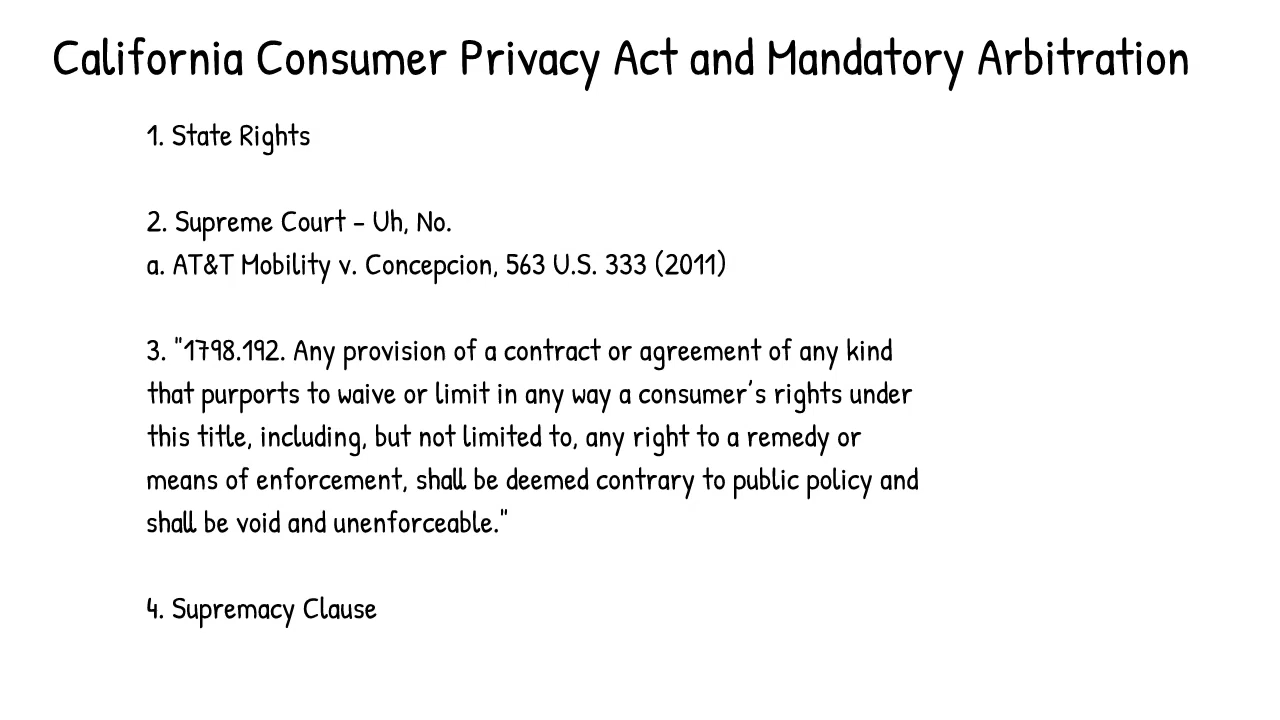 California Consumer Privacy Act and Mandatory Arbitration
1. State Rights
2. Supreme Court - Uh, No.
a. AT&T Mobility v. Concepcion, 563 U.S. 333 (2011)
3. "1798.192. Any provision of a contract or agreement of any kind
that purports to waive or limit in any way a consumer’s rights under
this title, including, but not limited to, any right to a remedy or
means of enforcement, shall be deemed contrary to public policy and
shall be void and unenforceable."
4. Supremacy Clause